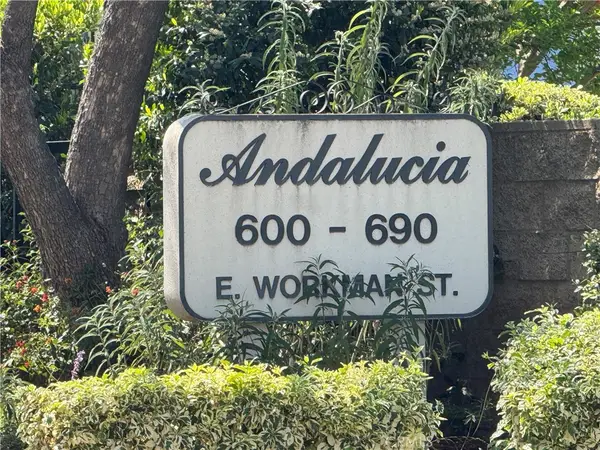 Andalucia
600 - 690
E. WORKMAN ST.